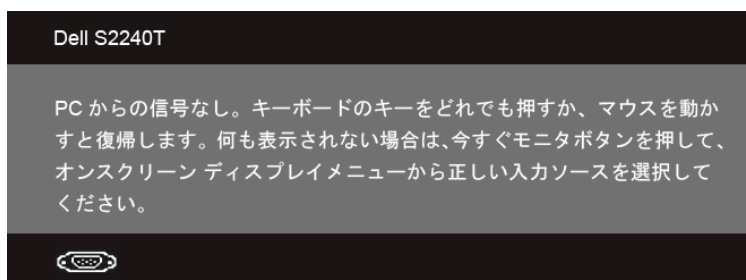 Dell S2240T
PC からの信号なし。キーボードのキーをどれでも押すか、マウスを動か
すと復帰します。何も表示されない場合は、今すぐモニタボタンを押して、
オンスクリーン ディスプレイメニューから正しい入力ソースを選択して
ください。